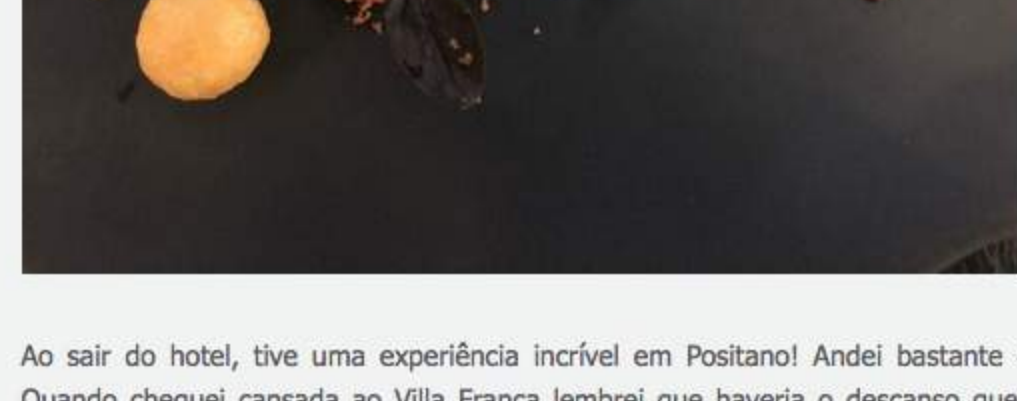 Ao sair do hotel, tive uma experiência incrível em Positano! Andei bastante
Quando cheguei cansada ao Villa Franca lembrei que haveria o descanso que